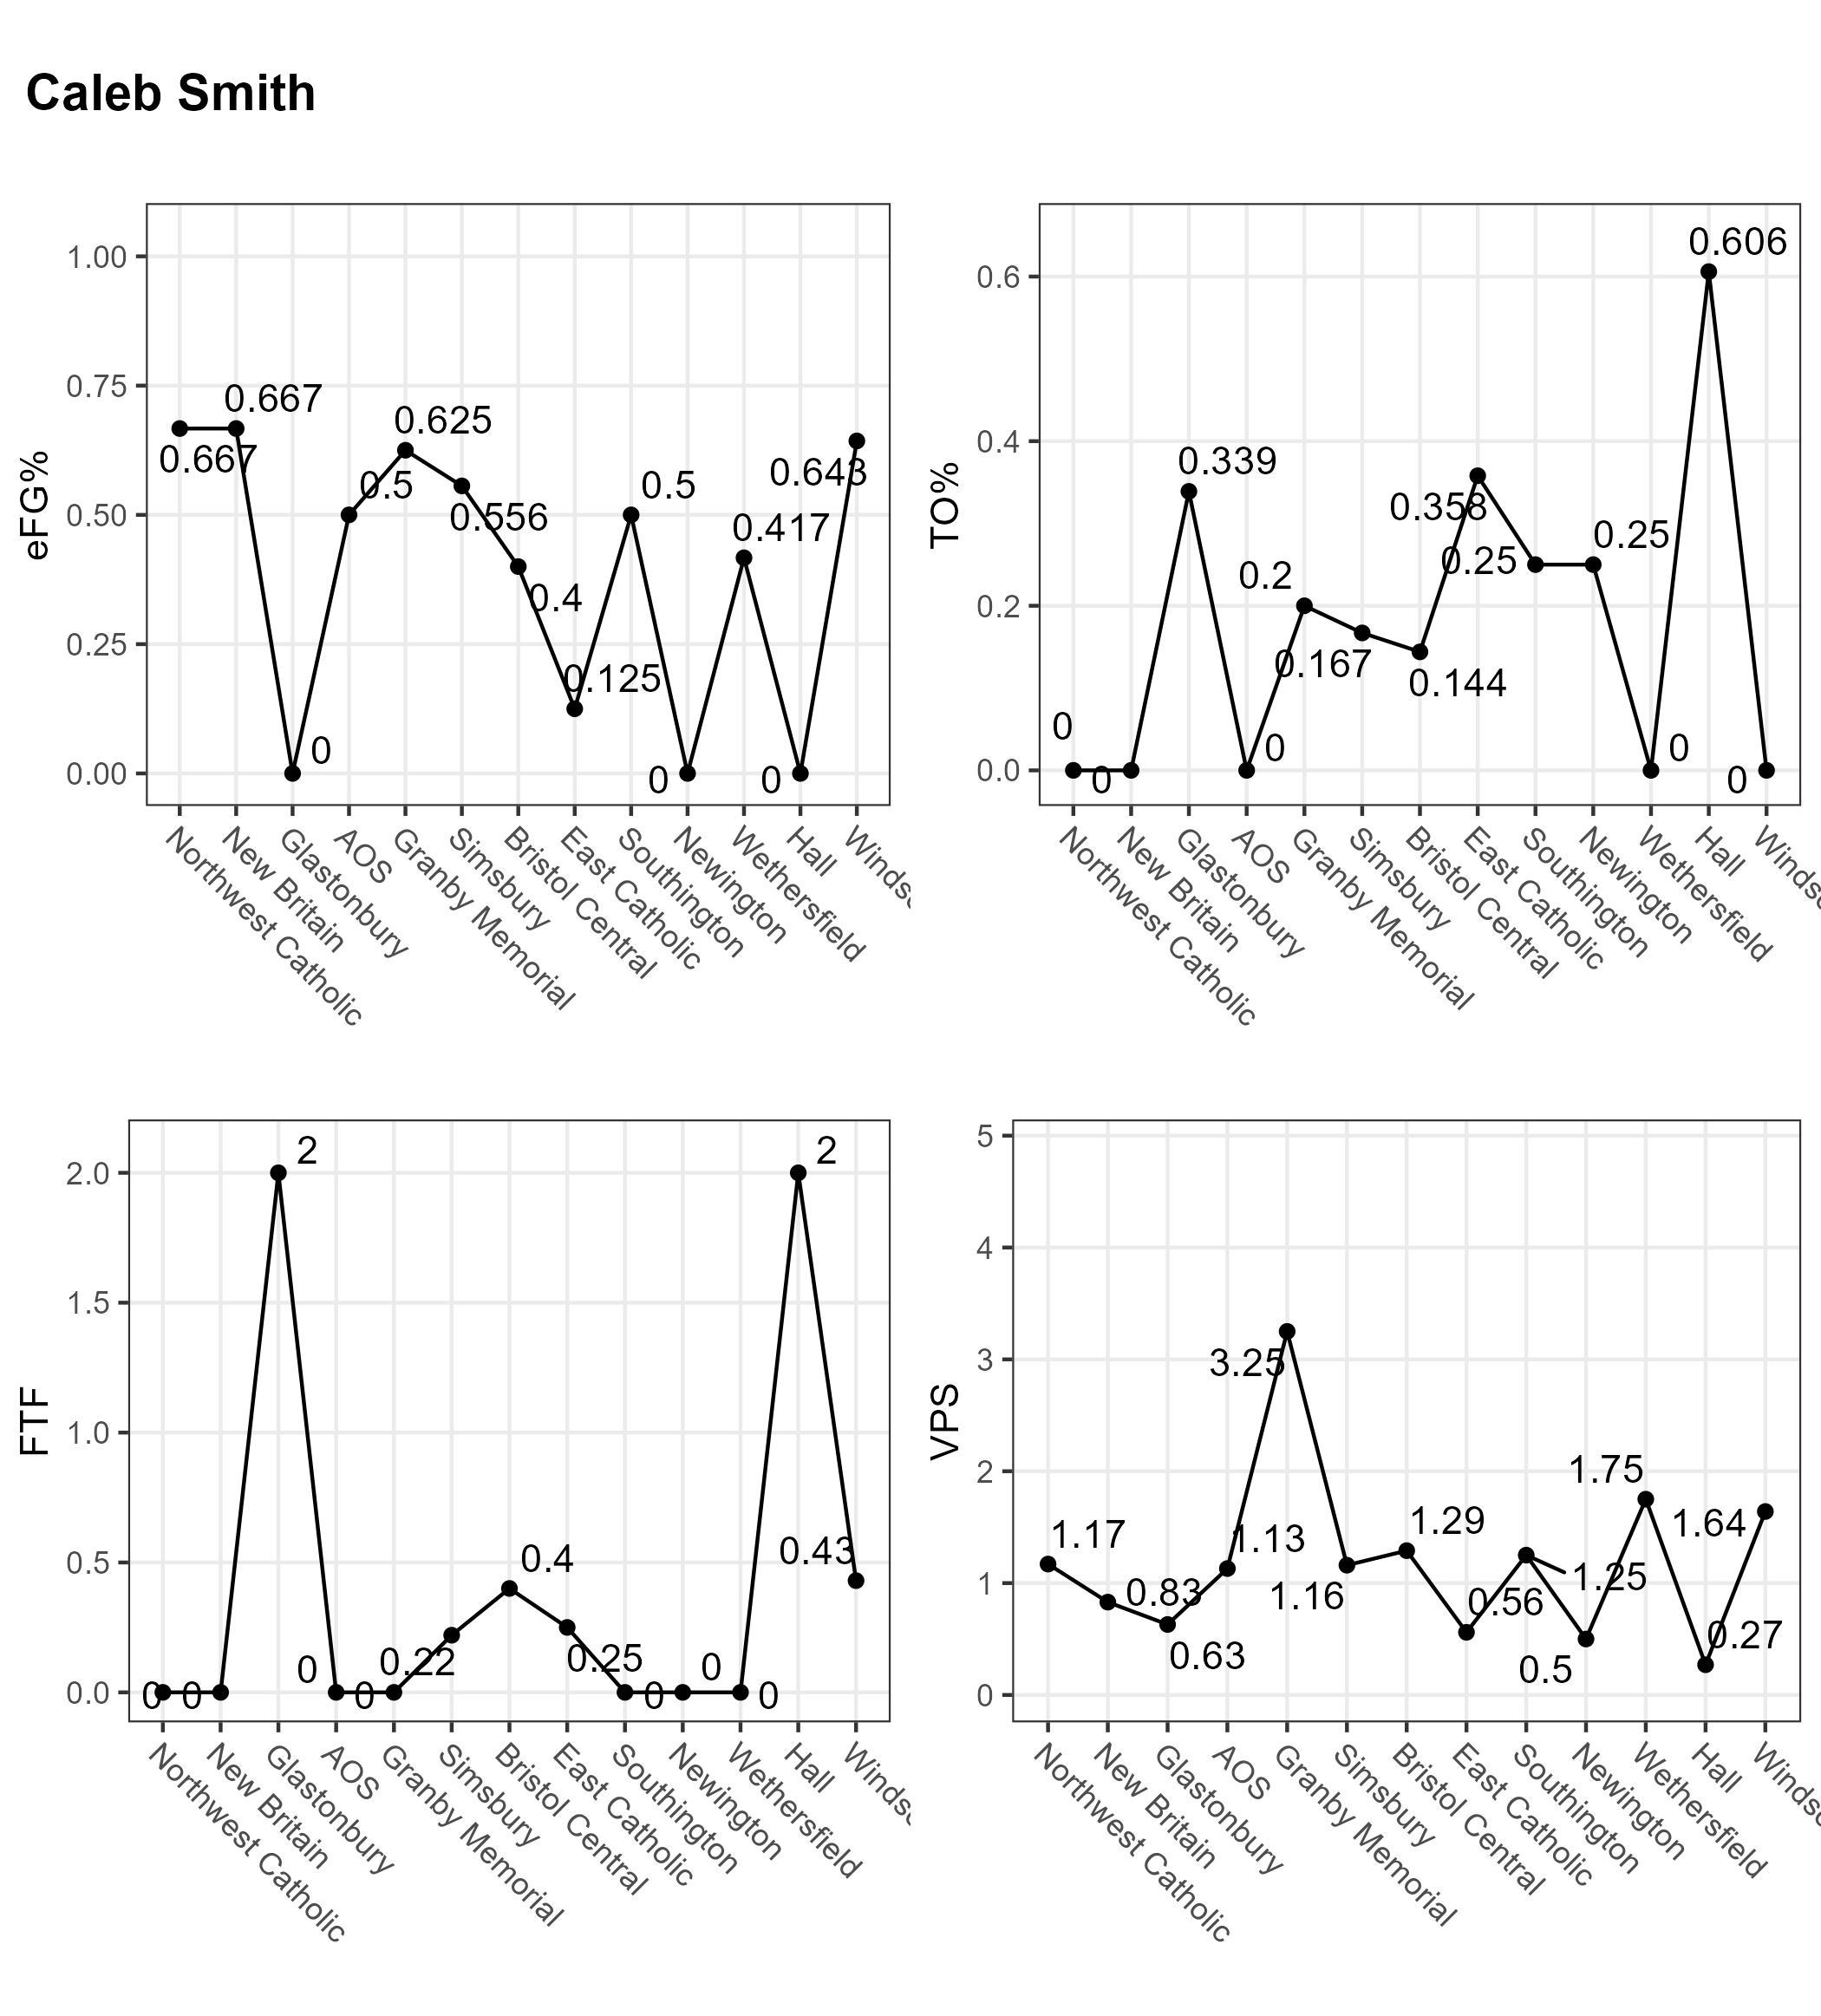 Caleb Smith
eFG%
1.00
0.75
0.50
0.25
0.00
0.667
0.667
0
0.5
0.625
0.556
0.4
0.125
0.5
0
0.417
0
0.643
Northwest Catholic
New Britain
Glastonbury
AOS
Granby Memorial
Simsbury
Bristol Central
East Catholic
Southington
Newington
Wethersfield
Hall
TO%
0.6
0.4
0.2
0.0
0
0
0.339
0
0.2
0.167
0.144
0.358
0.25
0.25
0
0.606
0
Northwest Catholic
New Britain
Glastonbury
AOS
Granby Memorial
Simsbury
Bristol Central
East Catholic
Southington
Newington
Wethersfield
Hall
FTF
2.0
1.5
1.0
0.5
0.0
0
0
2
0
0
0.22
0.4
0.25
0
0
0
2
0.43
Northwest Catholic
New Britain
Glastonbury
AOS
Granby Memorial
Simsbury
Bristol Central
East Catholic
Southington
Newington
Wethersfield
Hall
VPS
5
4
3
2
1
0
1.17
0.83
0.63
1.13
3.25
1.16
1.29
0.56
1.25
0.5
1.75
0.27
1.64
Northwest Catholic
New Britain
Glastonbury
AOS
Granby Memorial
Simsbury
Bristol Central
East Catholic
Southington
Newington
Wethersfield
Hall